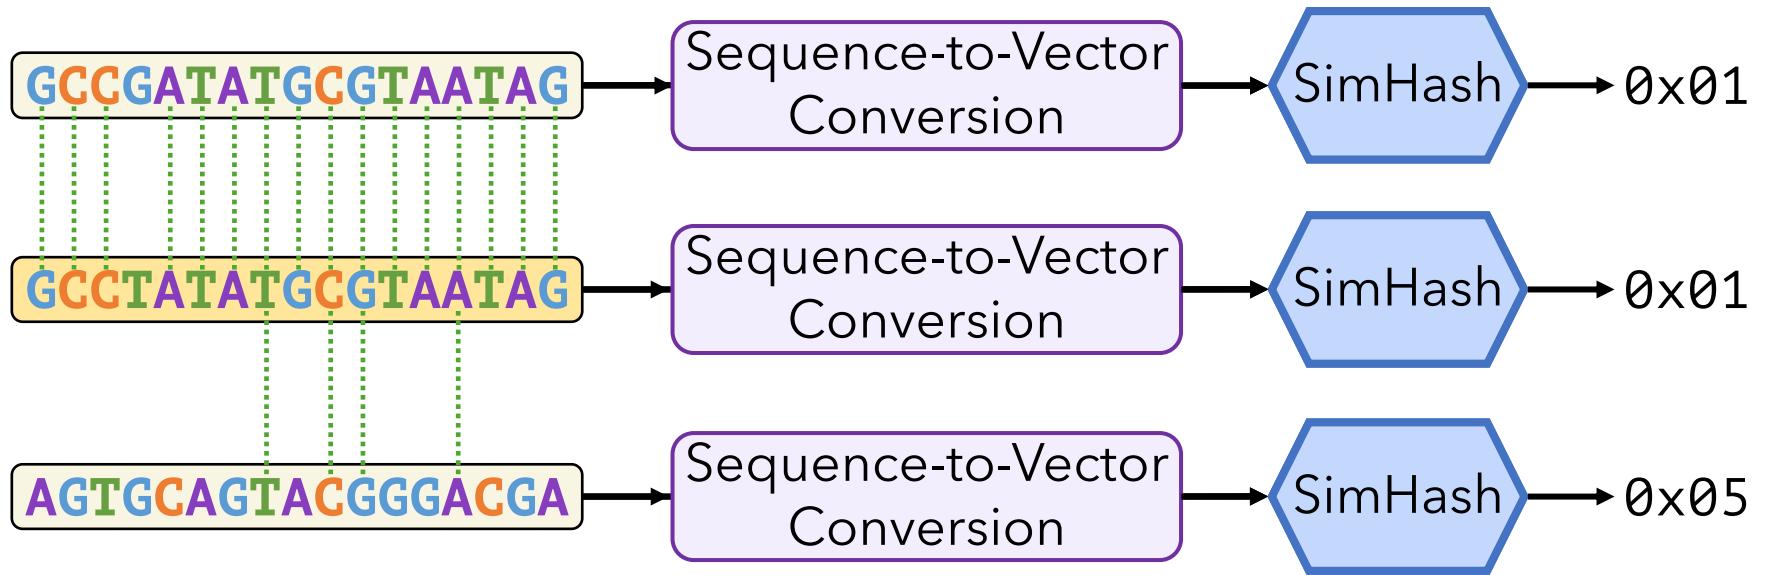 GCCGATATGCGTAATAG
Sequence-to-Vector
Conversion
SimHash
0x01
GCCTATATGCGTAATAG
Sequence-to-Vector
Conversion
SimHash
0x01
AGTGCAGTACGGGACGA
Sequence-to-Vector
Conversion
SimHash
0x05